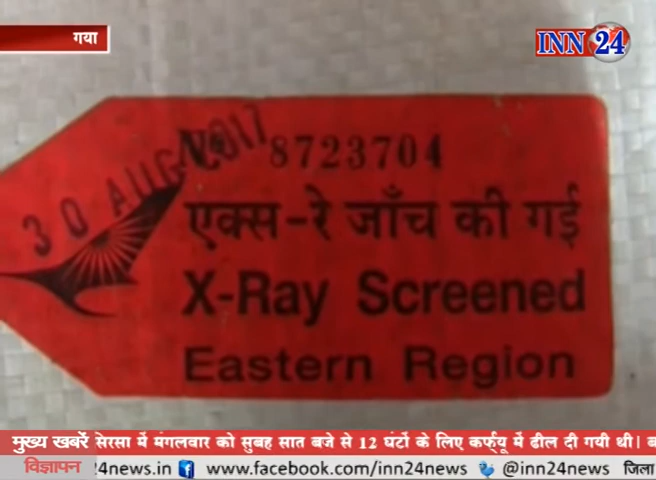 गया
INN 24
30 AUG 2017
No 8723704
एक्स-रे जाँच की गई
X-Ray Screened
Eastern Region
मुख्य खबरें सिरसा में मंगलवार को सुबह सात बजे से 12 घंटों के लिए कर्फ्यू में ढील दी गयी थी।
विज्ञापन 24news.in www.facebook.com/inn24news @inn24news जिला